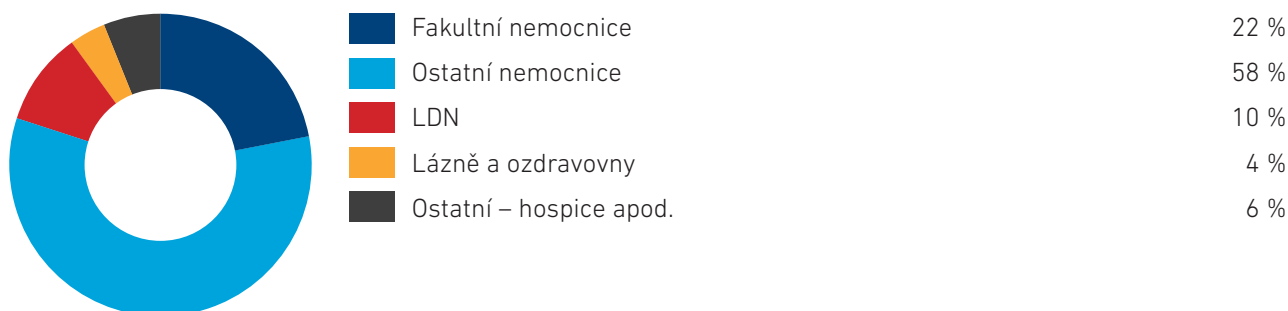 Fakultní nemocnice 22 %
Ostatní nemocnice 58 %
LDN 10 %
Lázně a ozdravovny 4 %
Ostatní – hospice apod. 6 %